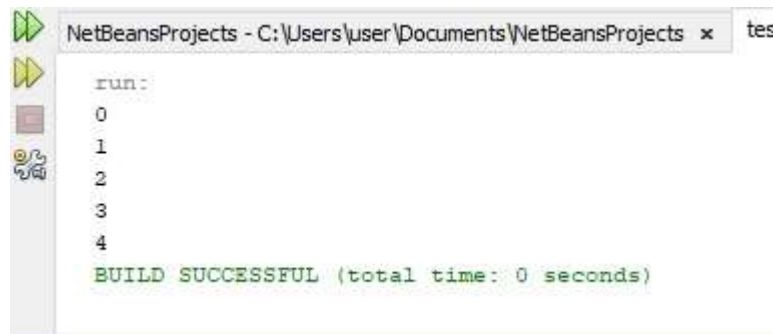 NetBeansProjects - C:\Users\user\Documents\NetBeansProjects × tes
run:
0
1
2
3
4
BUILD SUCCESSFUL (total time: 0 seconds)